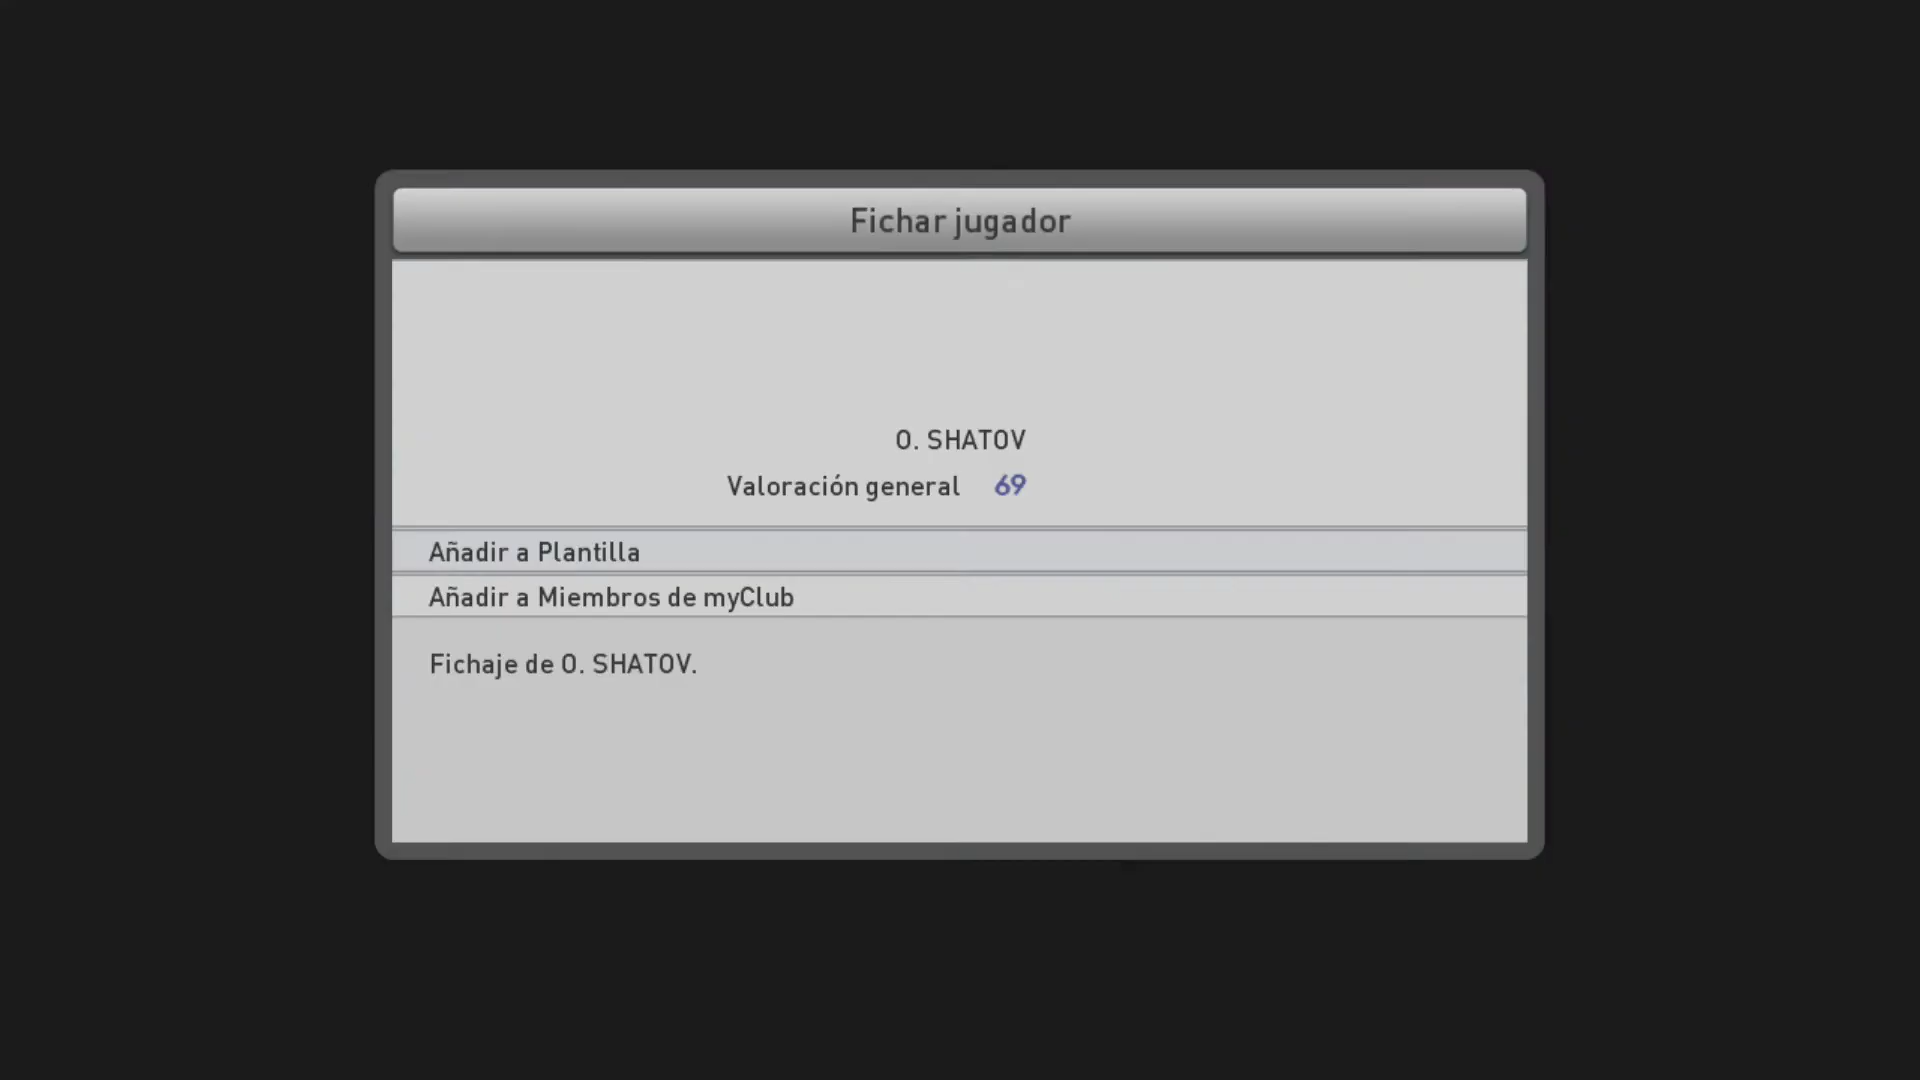 Fichar jugador
O. SHATOV
Valoración general 69
Añadir a Plantilla
Añadir a Miembros de myClub
Fichaje de O. SHATOV.